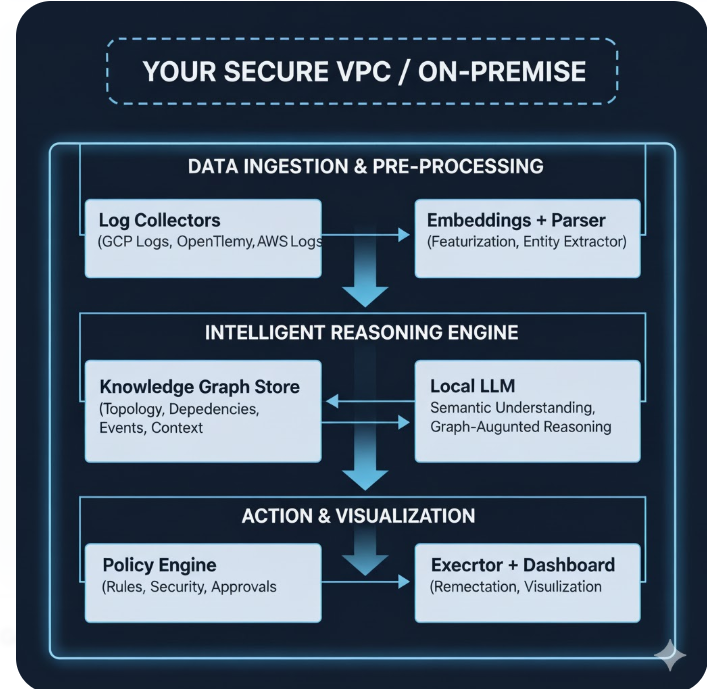 YOUR SECURE VPC / ON-PREMISE
DATA INGESTION & PRE-PROCESSING
Log Collectors
(GCP Logs, OpenTlemy, AWS Logs
Embeddings + Parser
(Featurization, Entity Extractor)
INTELLIGENT REASONING ENGINE
Knowledge Graph Store
(Topology, Depedencies,
Events, Context
Local LLM
Semantic Understanding,
Graph-Augunted Reasoning
ACTION & VISUALIZATION
Policy Engine
(Rules, Security, Approvals
Execrtor + Dashboard
(Remectation, Visuilization